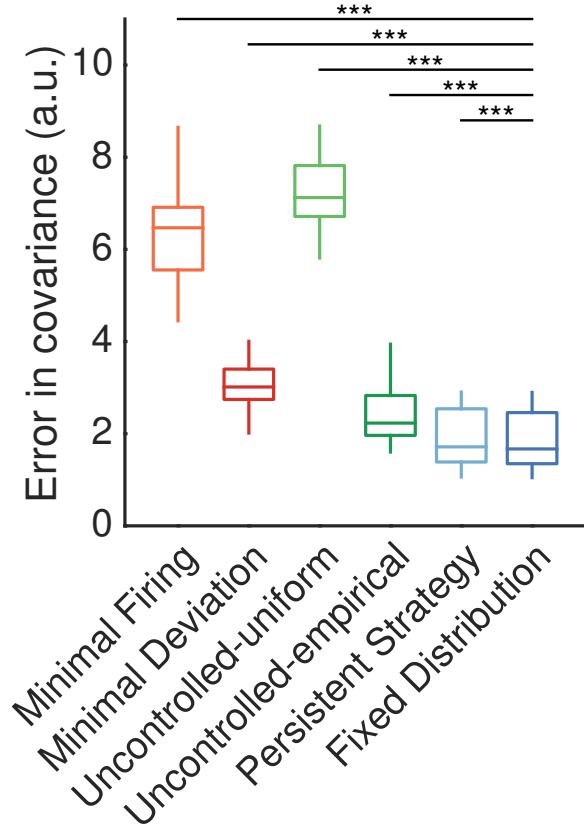 ***
***
***
***
***
Error in covariance (a.u.)
10
8
6
4
2
0
Minimal Firing
Minimal Deviation
Uncontrolled-uniform
Uncontrolled-empirical
Persistent Strategy
Fixed Distribution